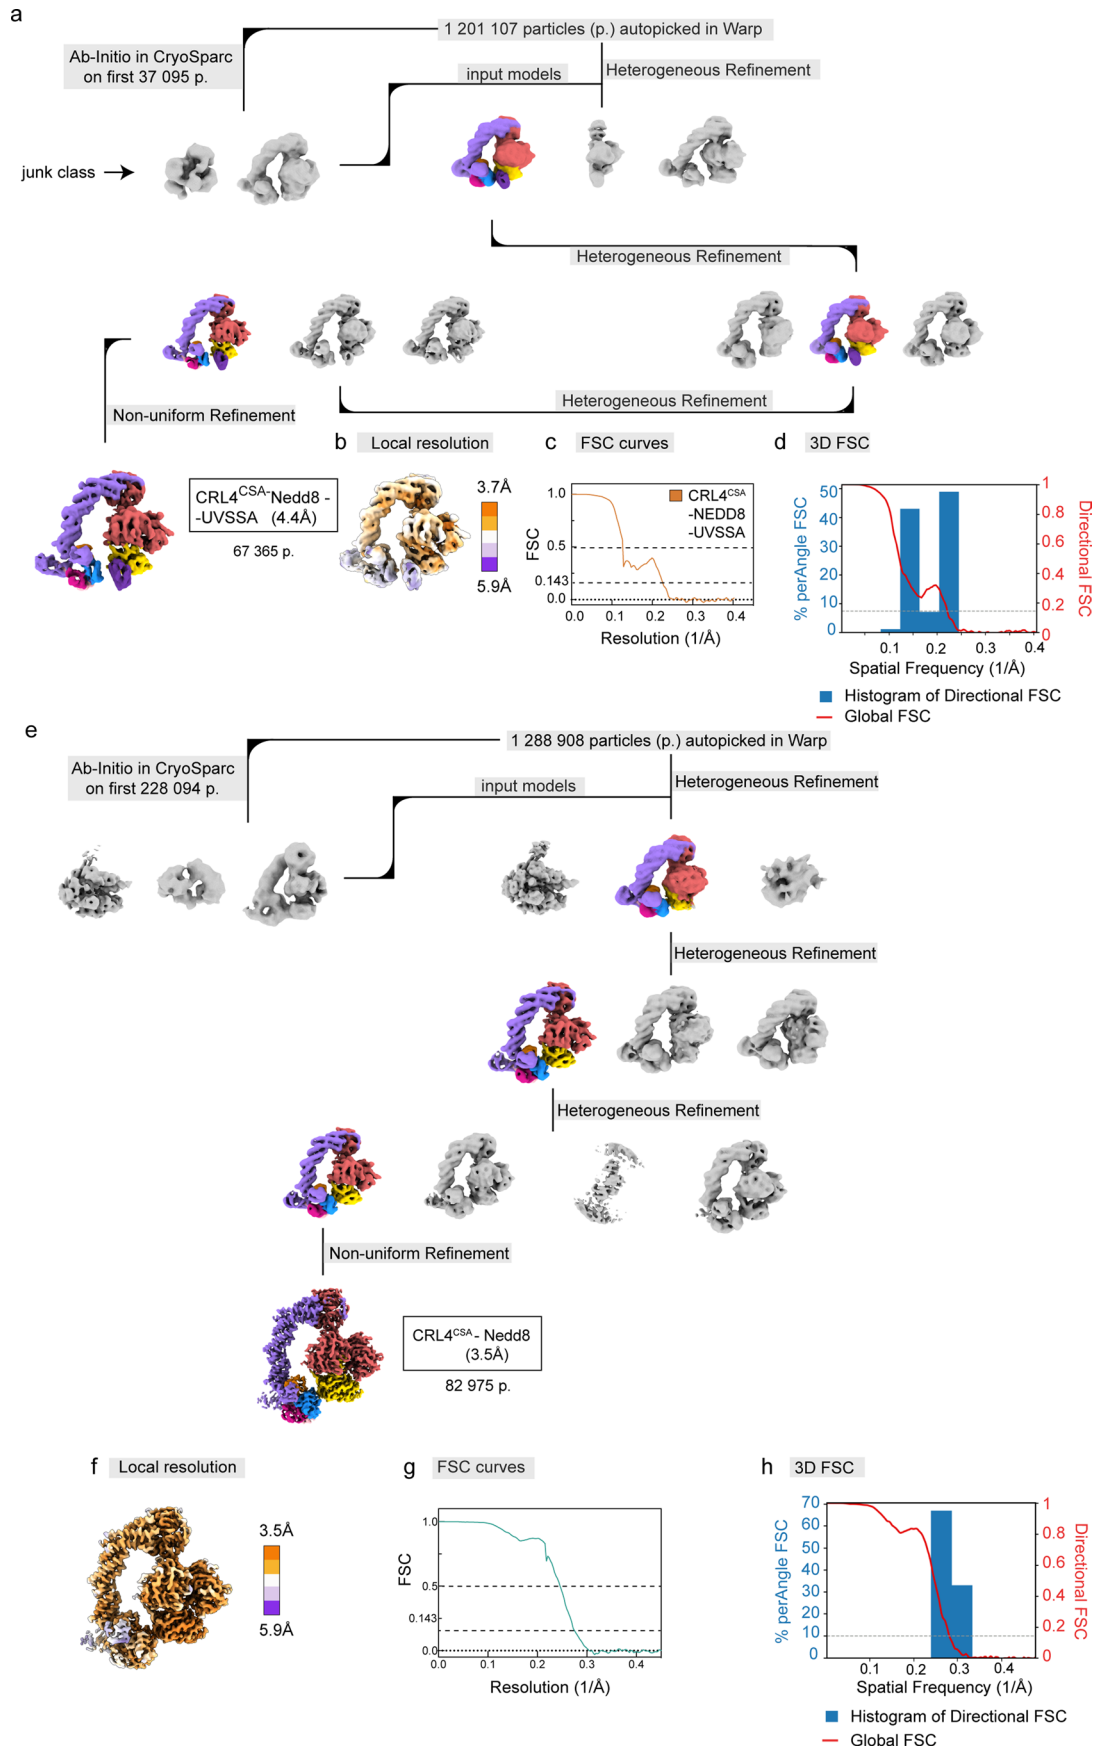 a
1 201 107 particles (p.) autopicked in Warp
Ab-Initio in CryoSparc
on first 37 095 p.
input models
Heterogeneous Refinement
junk class
Heterogeneous Refinement
Heterogeneous Refinement
Non-uniform Refinement
CRL4CSA-Nedd8 -
-UVSSA (4.4Å)
67 365 p.
b Local resolution
3.7Å
5.9Å
c FSC curves
1.0
0.5
0.143
0.0
FSC
CRL4CSA
-NEDD8
-UVSSA
0.0 0.1 0.2 0.3 0.4
Resolution (1/Å)
d 3D FSC
% perAngle FSC
50
40
30
20
10
0
1
0.8
0.6
0.4
0.2
0
Directional FSC
0.1 0.2 0.3 0.4
Spatial Frequency (1/Å)
Histogram of Directional FSC
Global FSC
e
1 288 908 particles (p.) autopicked in Warp
Ab-Initio in CryoSparc
on first 228 094 p.
input models
Heterogeneous Refinement
Heterogeneous Refinement
Heterogeneous Refinement
Non-uniform Refinement
CRL4CSA- Nedd8
(3.5Å)
82 975 p.
f Local resolution
3.5Å
5.9Å
g FSC curves
1.0
0.5
0.143
0.0
FSC
0.0 0.1 0.2 0.3 0.4
Resolution (1/Å)
h 3D FSC
% perAngle FSC
70
60
50
40
30
20
10
0
1
0.8
0.6
0.4
0.2
0
Directional FSC
0.1 0.2 0.3 0.4
Spatial Frequency (1/Å)
Histogram of Directional FSC
Global FSC